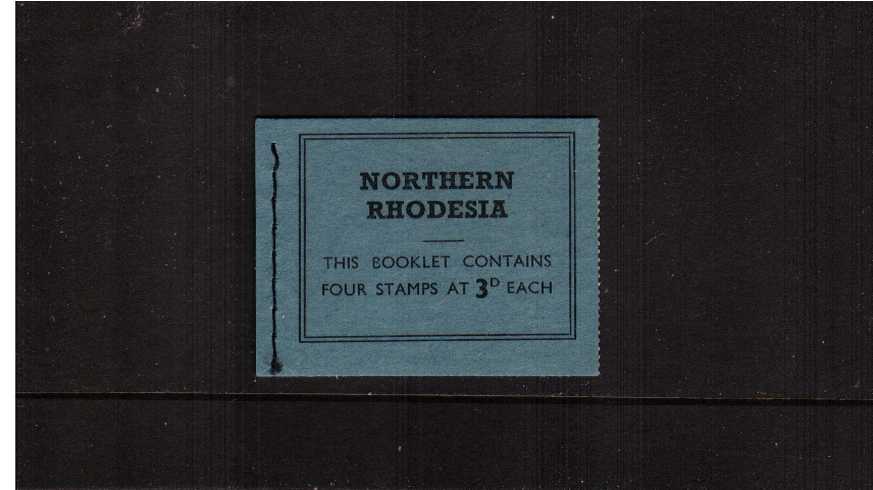 NORTHERN
RHODESIA
THIS BOOKLET CONTAINS
FOUR STAMPS AT 3D EACH